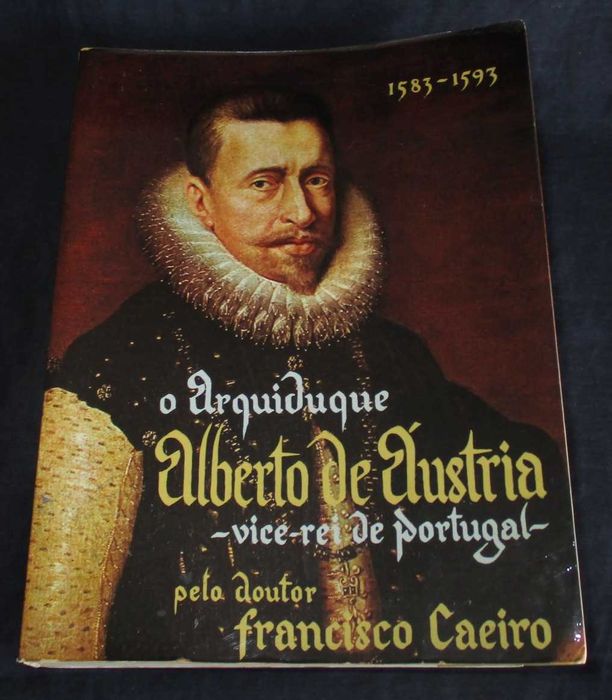 1583-1593
o Arquiduque
Alberto de Áustria
-vice-rei de Portugal-
pelo doutor
francisco Caeiro